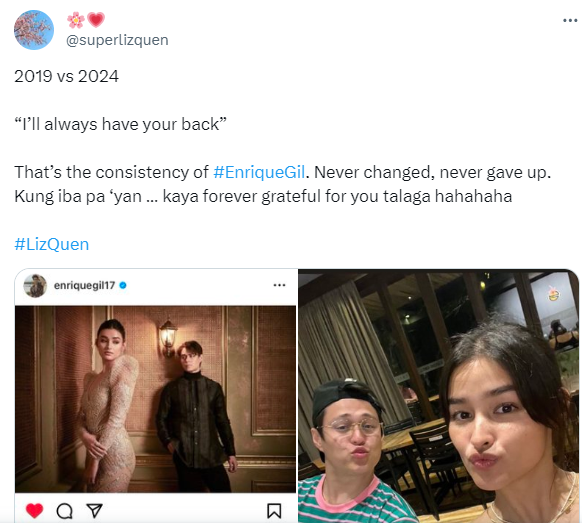 @superlizquen
2019 vs 2024
“I’ll always have your back”
That’s the consistency of #EnriqueGil. Never changed, never gave up.
Kung iba pa ‘yan ... kaya forever grateful for you talaga hahahaha
#LizQuen
enriquegil17